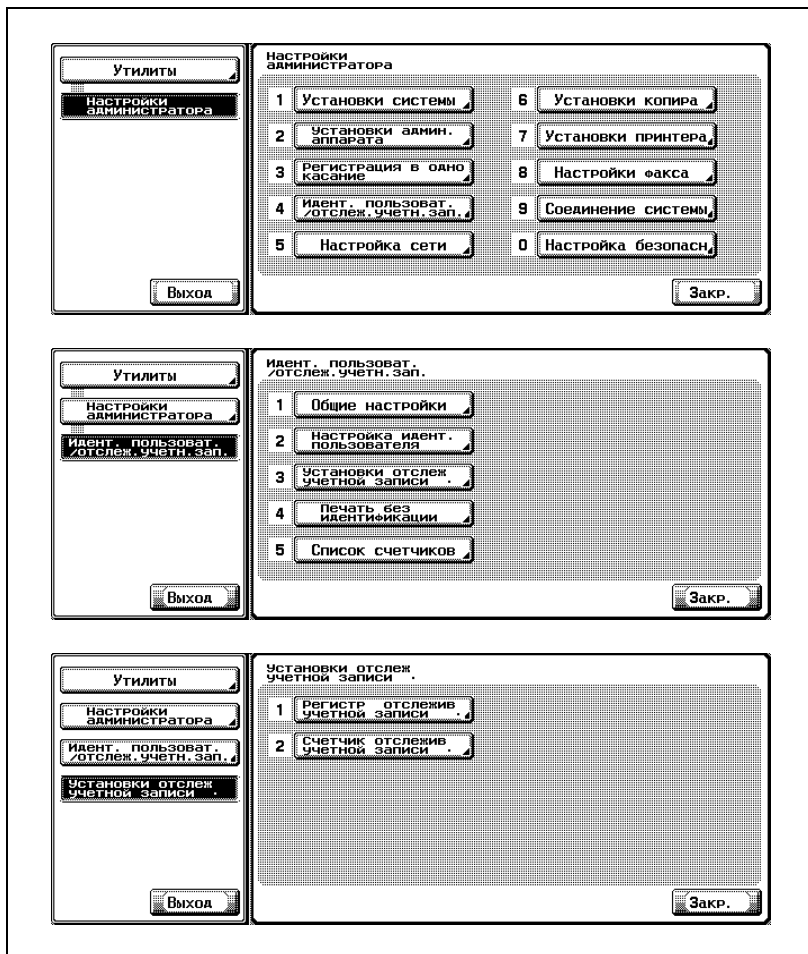 Утилиты
Настройки
администратора
Выход
Настройки
администратора
1 Установки системы
2 Установки админ.
аппарата
3 Регистрация в одно
касание
4 Идент. пользоват.
/отслеж.учетн.зап.
5 Настройка сети
6 Установки копира
7 Установки принтера
8 Настройки факса
9 Соединение системы
0 Настройка безопасн
Закр.
Утилиты
Настройки
администратора
Идент. пользоват.
/отслеж.учетн.зап.
Выход
Идент. пользоват.
/отслеж.учетн.зап.
1 Общие настройки
2 Настройка идент.
пользователя
3 Установки отслеж
учетной записи .
4 Печать без
идентификации
5 Список счетчиков
Закр.
Утилиты
Настройки
администратора
Идент. пользоват.
/отслеж.учетн.зап.
Установки отслеж
учетной записи .
Выход
Установки отслеж
учетной записи .
1 Регистр отслежив
учетной записи .
2 Счетчик отслежив
учетной записи .
Закр.